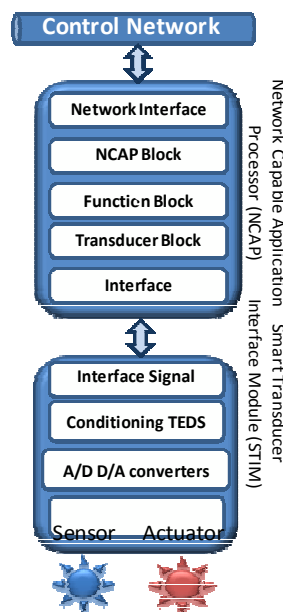 Control Network
Network Interface
NCAP Block
Function Block
Transducer Block
Interface
Network Capable Application
Processor (NCAP)
Interface Signal
Conditioning TEDS
A/D D/A converters
Smart Transducer
Interface Module (STIM)
Sensor Actuator